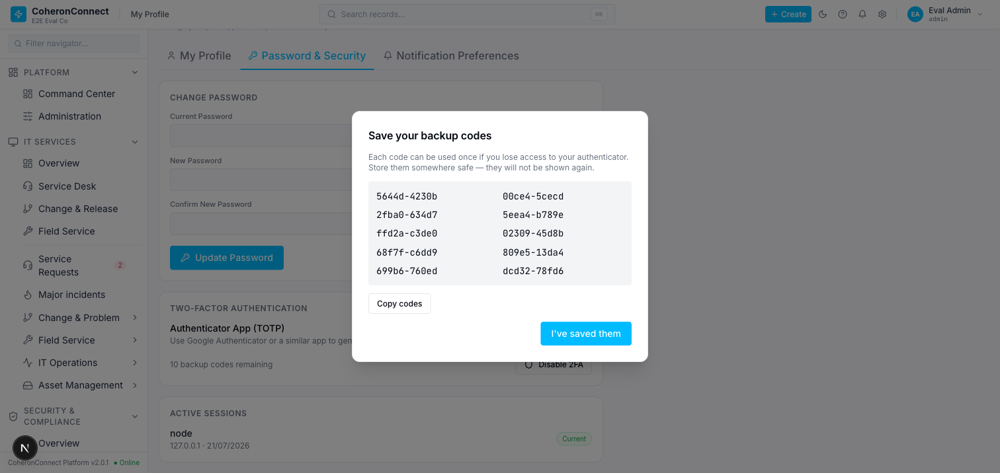 CoheronConnect
E2E Eval Co
My Profile
Search records...
⌘K
+ Create
EA
Eval Admin
admin
Filter navigator...
PLATFORM
Command Center
Administration
IT SERVICES
Overview
Service Desk
Change & Release
Field Service
Service
Requests
2
Major incidents
Change & Problem
Field Service
IT Operations
Asset Management
SECURITY &
COMPLIANCE
Overview
N
CoheronConnect Platform v2.0.1
Online
My Profile
Password & Security
Notification Preferences
CHANGE PASSWORD
Current Password
New Password
Confirm New Password
Update Password
TWO-FACTOR AUTHENTICATION
Authenticator App (TOTP)
Use Google Authenticator or a similar app to gen
10 backup codes remaining
Disable 2FA
ACTIVE SESSIONS
node
127.0.0.1 · 21/07/2026
Current
Save your backup codes
Each code can be used once if you lose access to your authenticator.
Store them somewhere safe — they will not be shown again.
5644d-4230b 00ce4-5cecd
2fba0-634d7 5eea4-b789e
ffd2a-c3de0 02309-45d8b
68f7f-c6dd9 809e5-13da4
699b6-760ed dcd32-78fd6
Copy codes
I've saved them